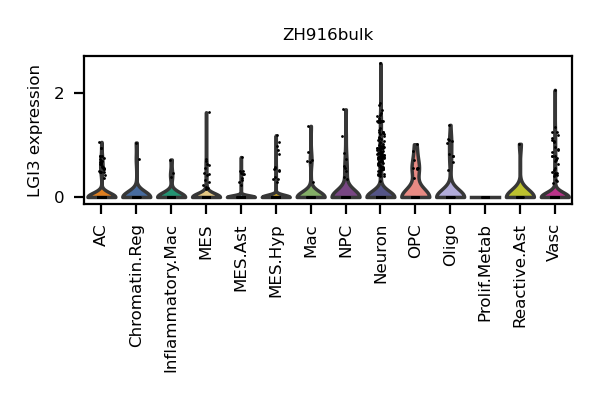 ZH916bulk
LGI3 expression
2
0
AC
Chromatin.Reg
Inflammatory.Mac
MES
MES.Ast
MES.Hyp
Mac
NPC
Neuron
OPC
Oligo
Prolif.Metab
Reactive.Ast
Vasc